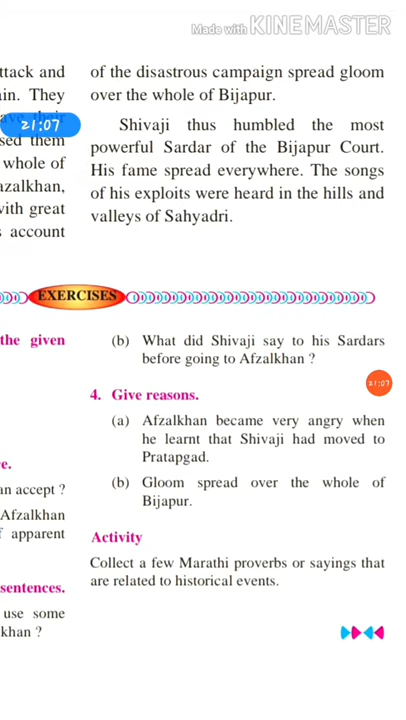 Made with KINEMASTER
ttack and
in. They
21:07
sed them
whole of
azalkhan,
with great
account
of the disastrous campaign spread gloom
over the whole of Bijapur.
Shivaji thus humbled the most
powerful Sardar of the Bijapur Court.
His fame spread everywhere. The songs
of his exploits were heard in the hills and
valleys of Sahyadri.
EXERCISES
the given
e.
an accept ?
Afzalkhan
apparent
sentences.
use some
khan ?
(b) What did Shivaji say to his Sardars
before going to Afzalkhan ?
21:07
4. Give reasons.
(a) Afzalkhan became very angry when
he learnt that Shivaji had moved to
Pratapgad.
(b) Gloom spread over the whole of
Bijapur.
Activity
Collect a few Marathi proverbs or sayings that
are related to historical events.